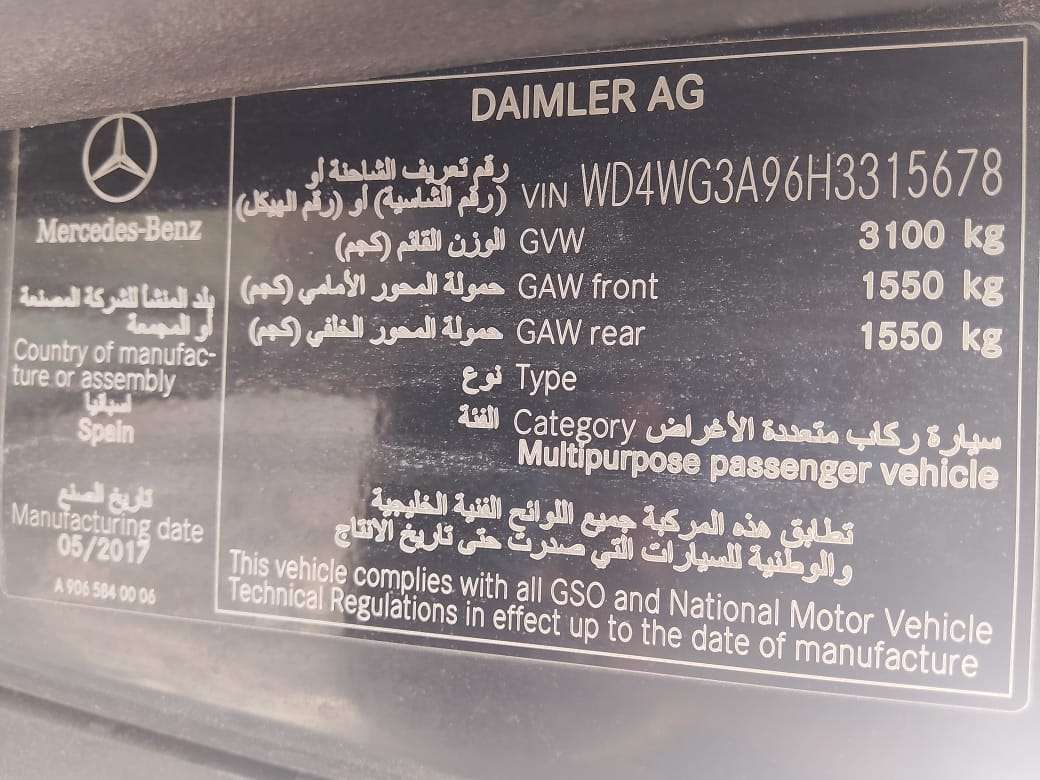 DAIMLER AG
Mercedes-Benz
بلد المنشأ للشركة المصنعة
أو المجمعة
Country of manufac-
ture or assembly
اسبانيا
Spain
تاريخ الصنع
Manufacturing date
05/2017
A 906 584 00 06
رقم تعريف الشاحنة أو
(رقم الشاسية) أو (رقم الهيكل) VIN WD4WG3A96H3315678
الوزن القائم (كجم) GVW 3100 kg
حمولة المحور الأمامي (كجم) GAW front 1550 kg
حمولة المحور الخلفي (كجم) GAW rear 1550 kg
نوع Type
الفئة Category سيارة ركاب متعددة الأغراض
Multipurpose passenger vehicle
تطابق هذه المركبة جميع اللوائح الفنية الخليجية
والوطنية للسيارات التي صدرت حتى تاريخ الانتاج
This vehicle complies with all GSO and National Motor Vehicle
Technical Regulations in effect up to the date of manufacture